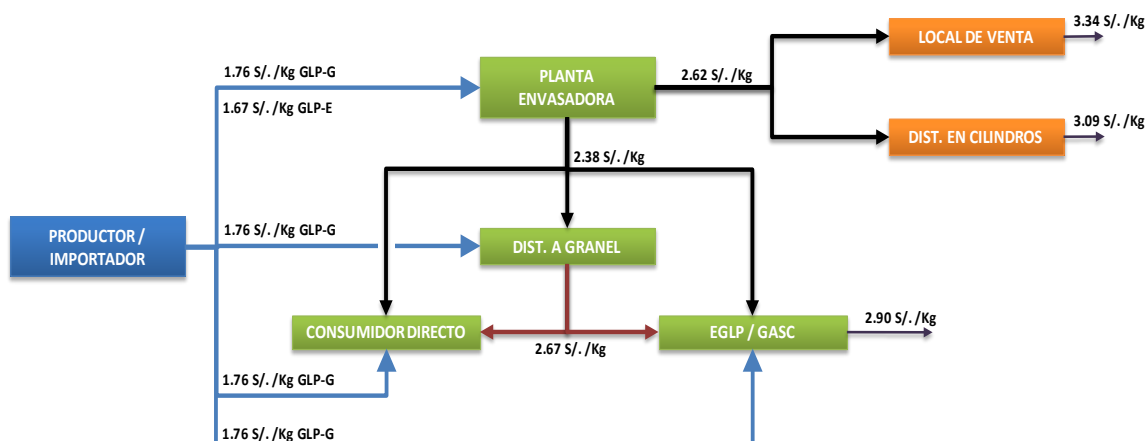 3.34 S/. /Kg
LOCAL DE VENTA
1.76 S/. /Kg GLP-G
PLANTA
ENVASADORA
2.62 S/. /Kg
1.67 S/. /Kg GLP-E
3.09 S/. /Kg
DIST. EN CILINDROS
2.38 S/. /Kg
PRODUCTOR /
IMPORTADOR
1.76 S/. /Kg GLP-G
DIST. A GRANEL
2.90 S/. /Kg
CONSUMIDOR DIRECTO
EGLP / GASC
2.67 S/. /Kg
1.76 S/. /Kg GLP-G
1.76 S/. /Kg GLP-G